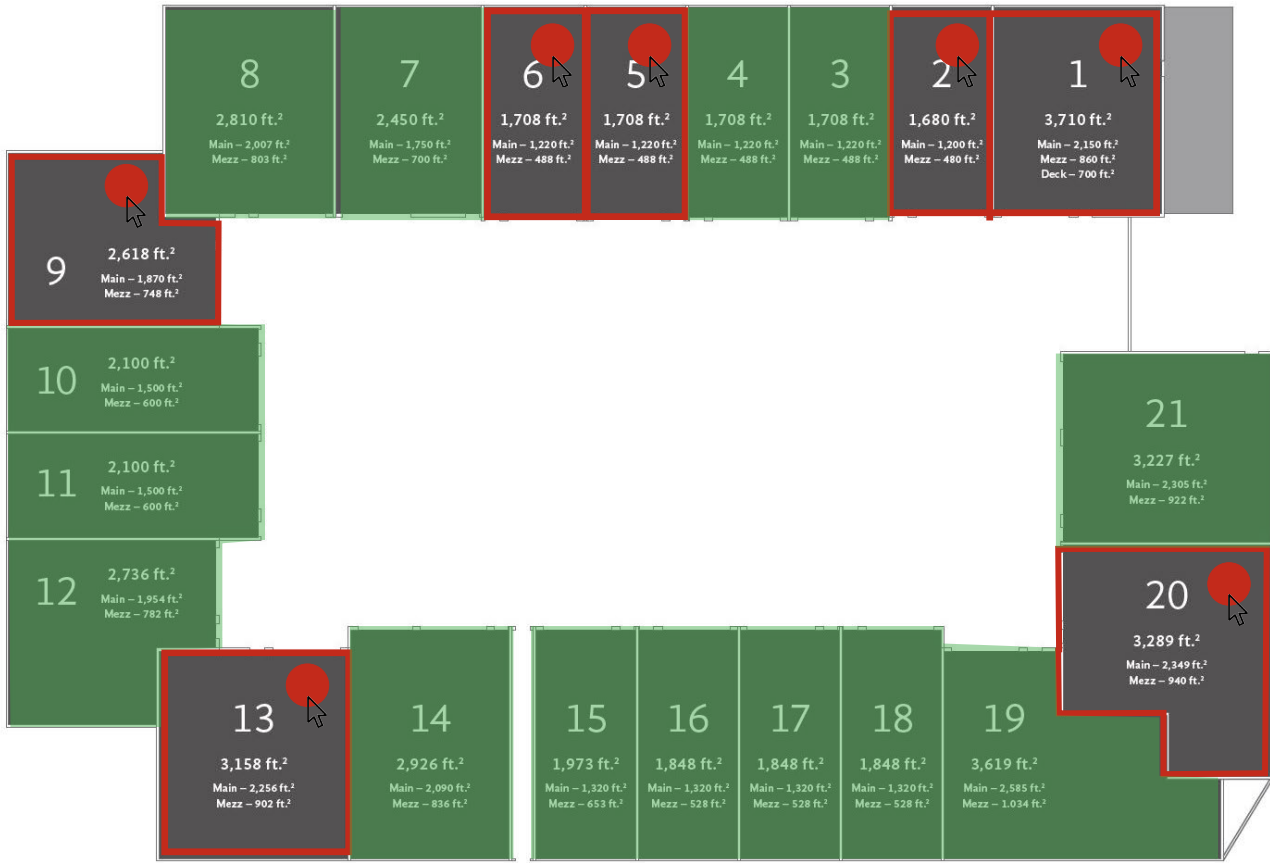 8
2,810 ft.²
Main – 2,007 ft.²
Mezz – 803 ft.²
7
2,450 ft.²
Main – 1,750 ft.²
Mezz – 700 ft.²
6
1,708 ft.²
Main – 1,220 ft.²
Mezz – 488 ft.²
5
1,708 ft.²
Main – 1,220 ft.²
Mezz – 488 ft.²
4
1,708 ft.²
Main – 1,220 ft.²
Mezz – 488 ft.²
3
1,708 ft.²
Main – 1,220 ft.²
Mezz – 488 ft.²
2
1,680 ft.²
Main – 1,200 ft.²
Mezz – 480 ft.²
1
3,710 ft.²
Main – 2,150 ft.²
Mezz – 860 ft.²
Deck – 700 ft.²
9
2,618 ft.²
Main – 1,870 ft.²
Mezz – 748 ft.²
10
2,100 ft.²
Main – 1,500 ft.²
Mezz – 600 ft.²
11
2,100 ft.²
Main – 1,500 ft.²
Mezz – 600 ft.²
12
2,736 ft.²
Main – 1,954 ft.²
Mezz – 782 ft.²
13
3,158 ft.²
Main – 2,256 ft.²
Mezz – 902 ft.²
14
2,926 ft.²
Main – 2,090 ft.²
Mezz – 836 ft.²
15
1,973 ft.²
Main – 1,320 ft.²
Mezz – 653 ft.²
16
1,848 ft.²
Main – 1,320 ft.²
Mezz – 528 ft.²
17
1,848 ft.²
Main – 1,320 ft.²
Mezz – 528 ft.²
18
1,848 ft.²
Main – 1,320 ft.²
Mezz – 528 ft.²
19
3,619 ft.²
Main – 2,585 ft.²
Mezz – 1.034 ft.²
20
3,289 ft.²
Main – 2,349 ft.²
Mezz – 940 ft.²
21
3,227 ft.²
Main – 2,305 ft.²
Mezz – 922 ft.²